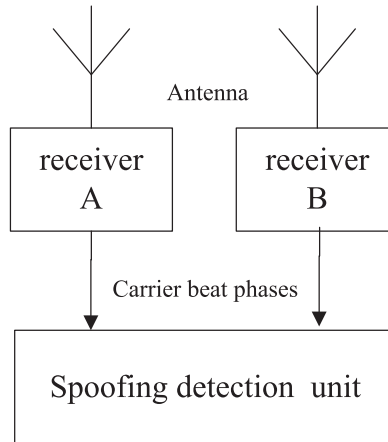 Antenna
receiver
A
receiver
B
Carrier beat phases
Spoofing detection unit